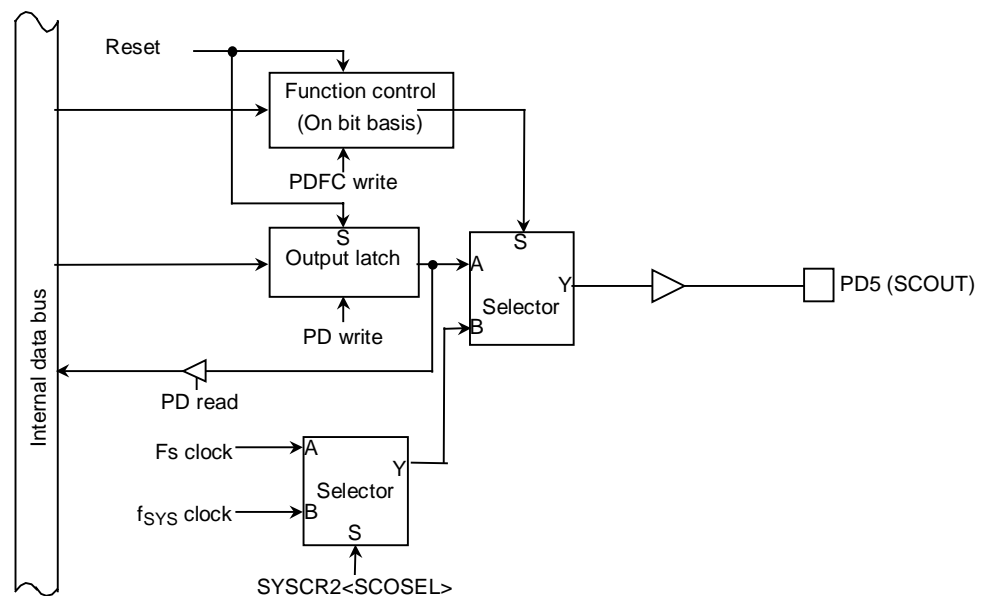 Reset
Function control
(On bit basis)
PDFC write
S
Output latch
PD write
S
A
Y
Selector
B
PD5 (SCOUT)
Internal data bus
PD read
Fs clock
A
Y
Selector
fSYS clock
B
S
SYSCR2<SCOSEL>